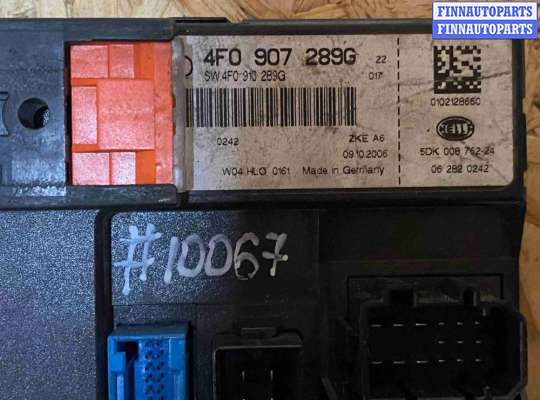 FINNAUTOPARTS
FINNAUTOPARTS
4F0 907 289G 22
SW 4F0 910 289G 017
0102128660
HELLA
0242 ZKE A6
09.10.2006
5DK 008 762-24
W04 HLO 0161 Made in Germany
06 282 0242
#10067